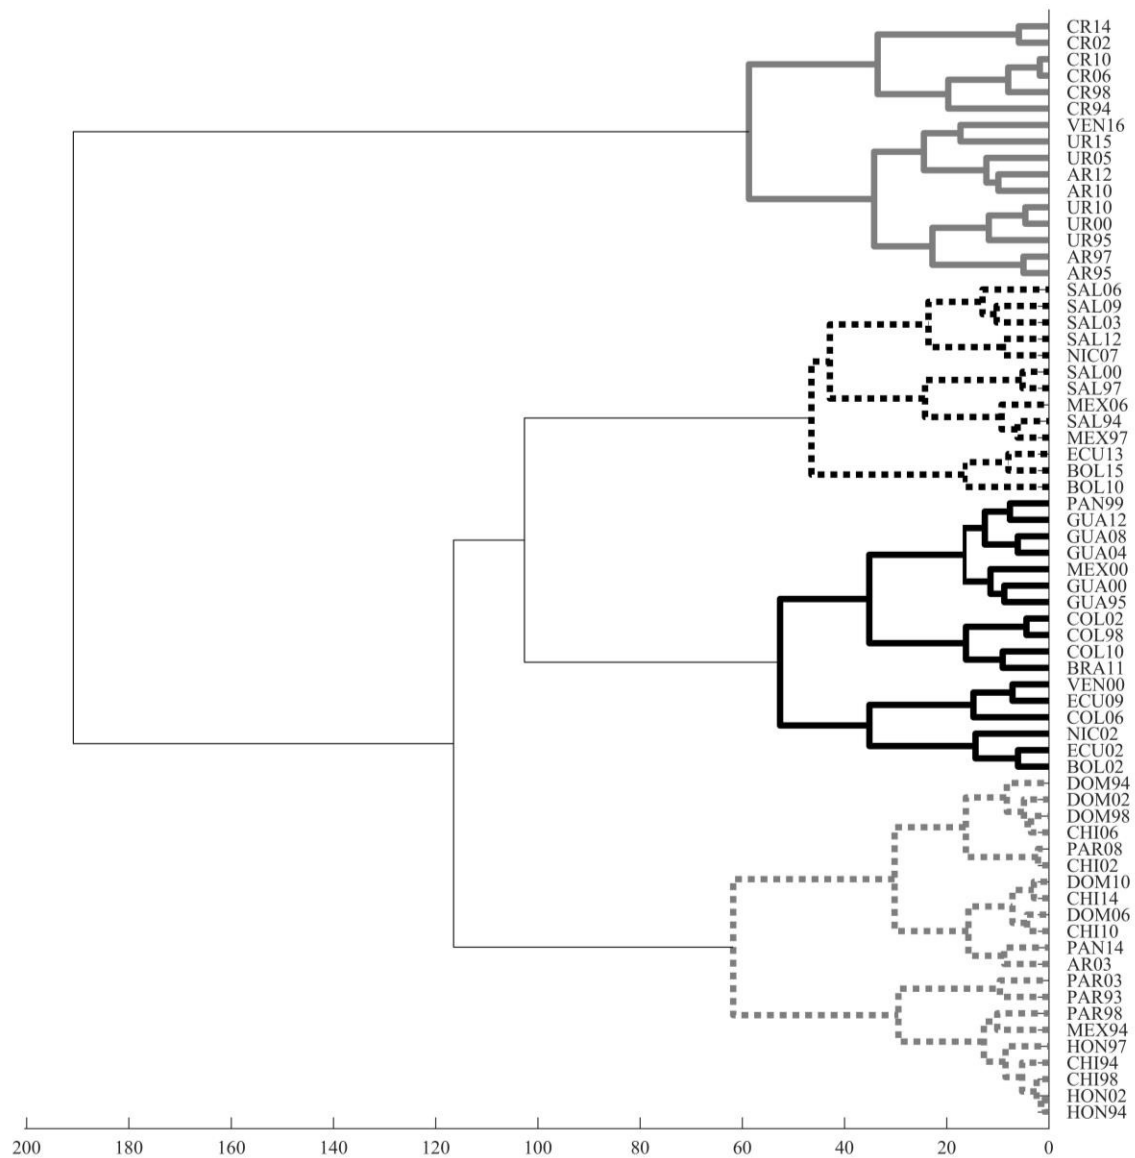 CR14
CR02
CR10
CR06
CR98
CR94
VEN16
UR15
UR05
AR12
AR10
UR10
UR00
UR95
AR97
AR95
SAL06
SAL09
SAL03
SAL12
NIC07
SAL00
SAL97
MEX06
SAL94
MEX97
ECU13
BOL15
BOL10
PAN99
GUA12
GUA08
GUA04
MEX00
GUA00
GUA95
COL02
COL98
COL10
BRA11
VEN00
ECU09
COL06
NIC02
ECU02
BOL02
DOM94
DOM02
DOM98
CHI06
PAR08
CHI02
DOM10
CHI14
DOM06
CHI10
PAN14
AR03
PAR03
PAR93
PAR98
MEX94
HON97
CHI94
CHI98
HON02
HON94
200 180 160 140 120 100 80 60 40 20 0